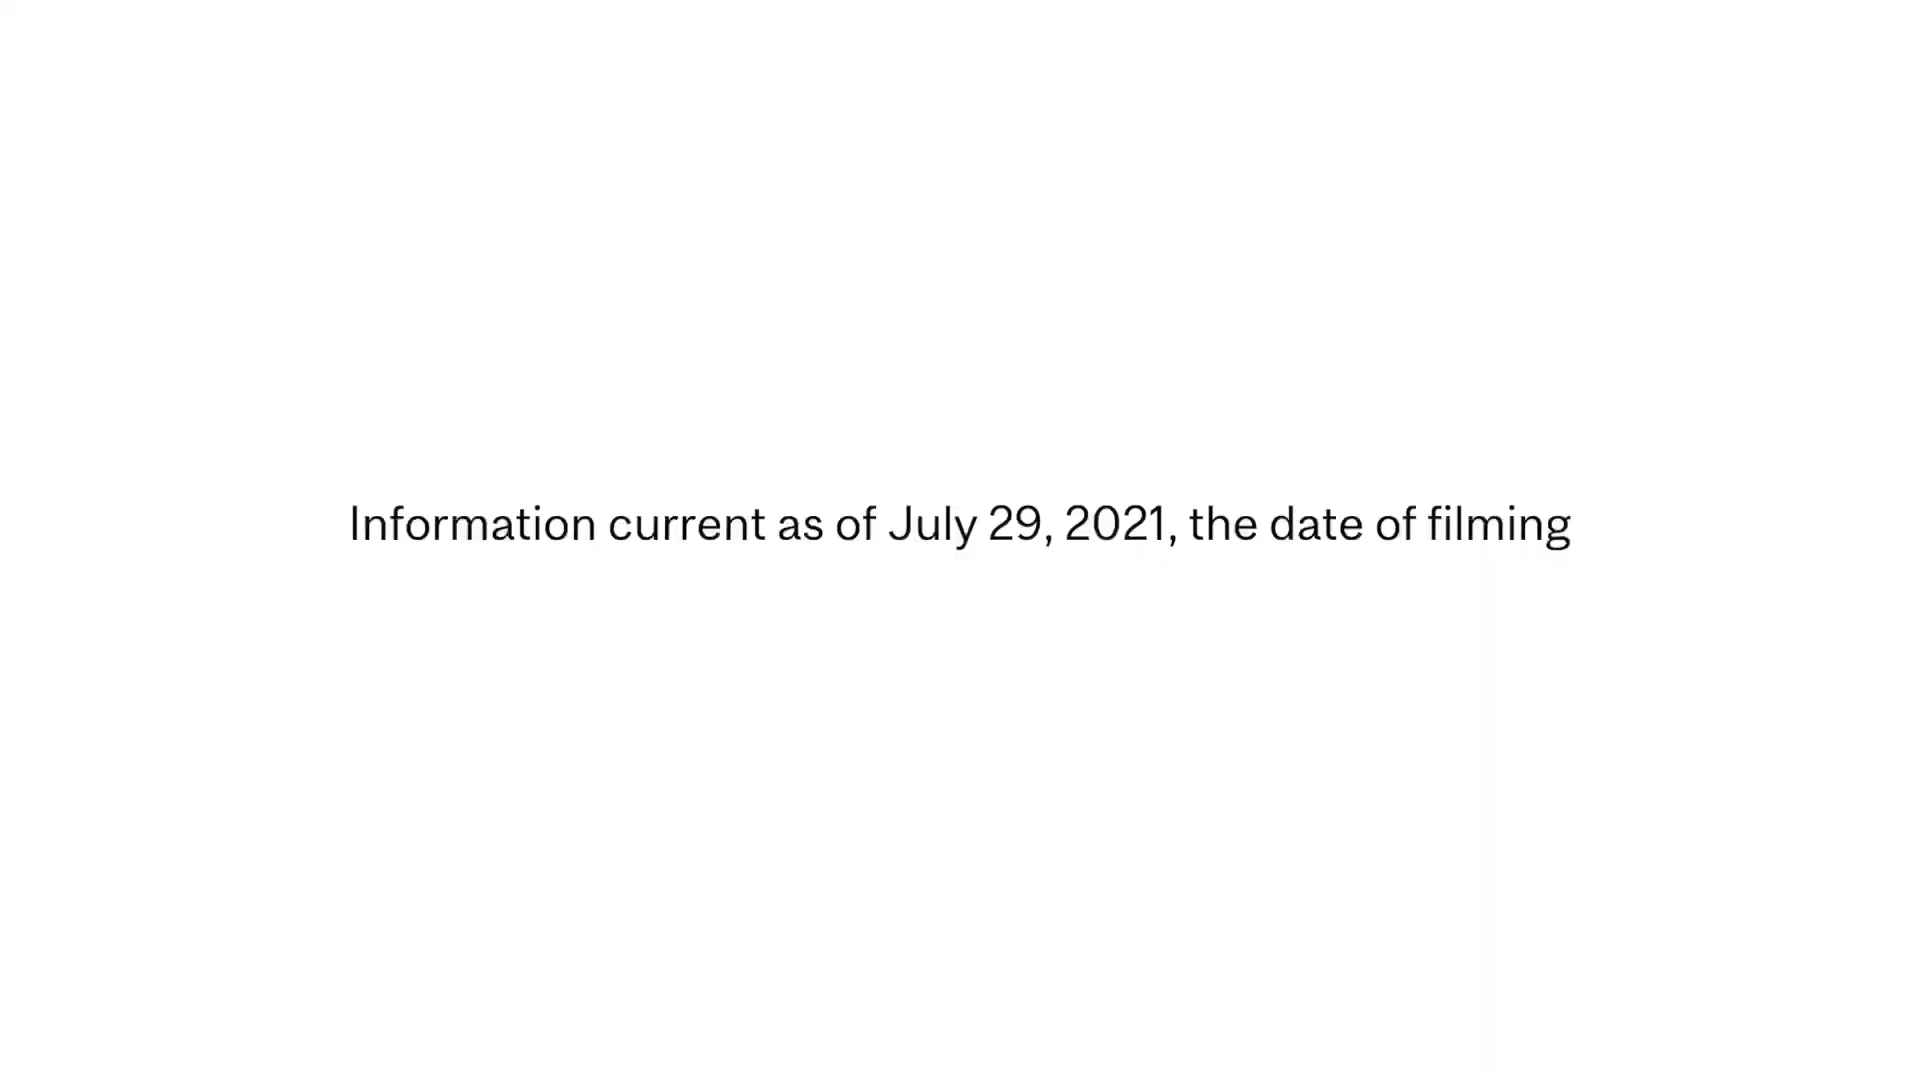 Information current as of July 29, 2021, the date of filming